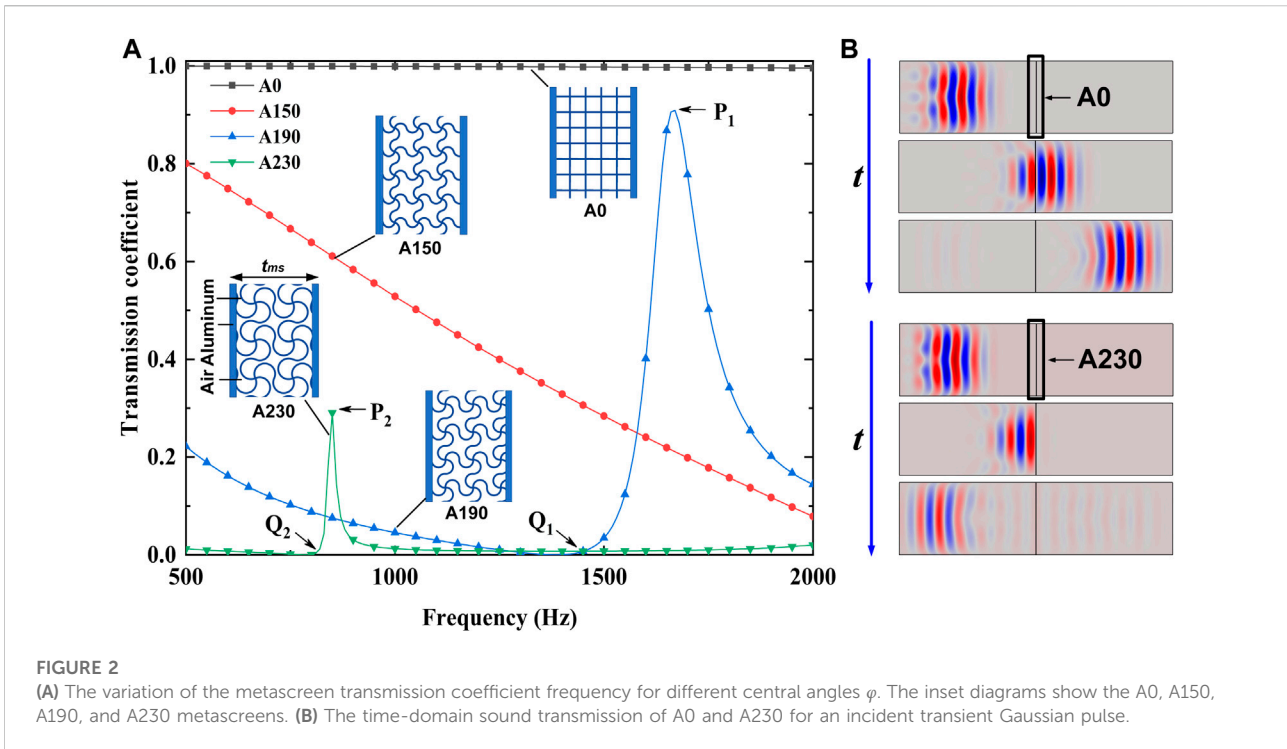 A
Transmission coefficient
1.0
0.8
0.6
0.4
0.2
0.0
500
1000
1500
2000
Frequency (Hz)
A0
A150
A190
A230
A150
A0
P₁
tms
Air Aluminum
A230
P₂
A190
Q₂
Q₁
B
t
A0
t
A230
FIGURE 2
(A) The variation of the metascreen transmission coefficient frequency for different central angles φ. The inset diagrams show the A0, A150,
A190, and A230 metascreens. (B) The time-domain sound transmission of A0 and A230 for an incident transient Gaussian pulse.